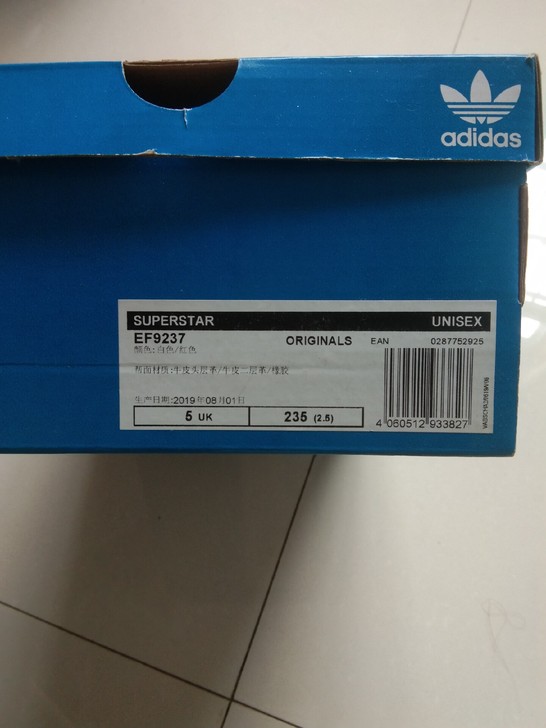 adidas
SUPERSTAR UNISEX
EF9237 ORIGINALS EAN 0287752925
颜色:白色/红色
帮面材质:牛皮头层革/牛皮二层革/橡胶
生产日期:2019年08月01日
5 UK 235 (2.5)
4 060512 933827